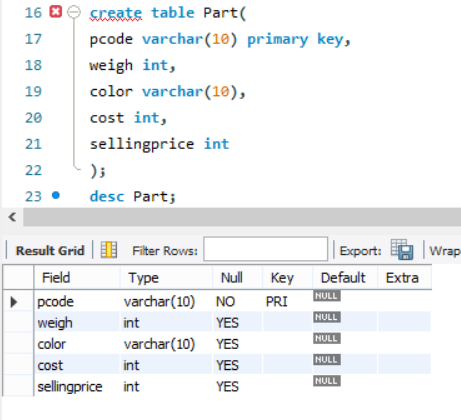 16 create table Part(
17 pcode varchar(10) primary key,
18 weigh int,
19 color varchar(10),
20 cost int,
21 sellingprice int
22 );
23 desc Part;
Result Grid Filter Rows: Export: Wrap
Field Type Null Key Default Extra
pcode varchar(10) NO PRI NULL
weigh int YES NULL
color varchar(10) YES NULL
cost int YES NULL
sellingprice int YES NULL